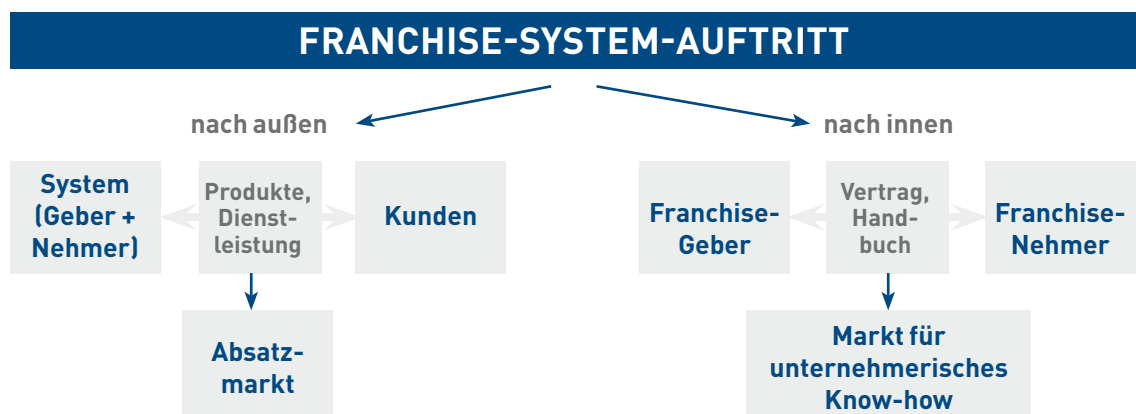 FRANCHISE-SYSTEM-AUFTRITT
nach außen
nach innen
System
(Geber +
Nehmer)
Produkte,
Dienst-
leistung
Kunden
Franchise-
Geber
Vertrag,
Hand-
buch
Franchise-
Nehmer
Absatz-
markt
Markt für
unternehmerisches
Know-how